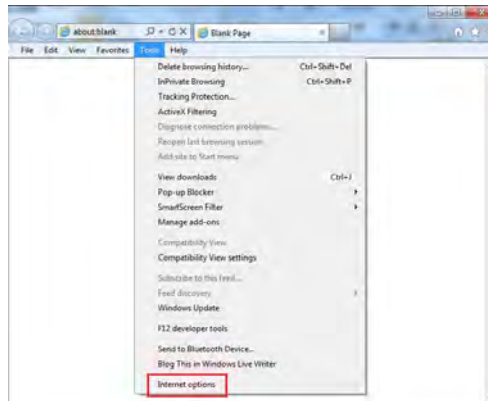 about:blank
Blank Page
File Edit View Favorites Tools Help
Delete browsing history... Ctrl+Shift+Del
InPrivate Browsing Ctrl+Shift+P
Tracking Protection...
ActiveX Filtering
Diagnose connection problems...
Reopen last browsing session
Add site to Start menu
View downloads Ctrl+J
Pop-up Blocker
SmartScreen Filter
Manage add-ons
Compatibility View
Compatibility View settings
Subscribe to this feed...
Feed discovery
Windows Update
F12 developer tools
Send to Bluetooth Device...
Blog This in Windows Live Writer
Internet options